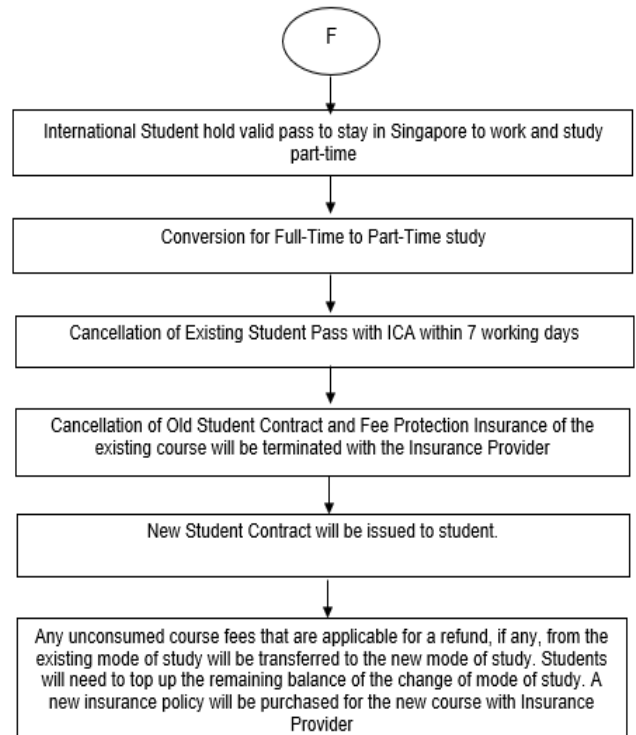 F
International Student hold valid pass to stay in Singapore to work and study
part-time
Conversion for Full-Time to Part-Time study
Cancellation of Existing Student Pass with ICA within 7 working days
Cancellation of Old Student Contract and Fee Protection Insurance of the
existing course will be terminated with the Insurance Provider
New Student Contract will be issued to student.
Any unconsumed course fees that are applicable for a refund, if any, from the
existing mode of study will be transferred to the new mode of study. Students
will need to top up the remaining balance of the change of mode of study. A
new insurance policy will be purchased for the new course with Insurance
Provider